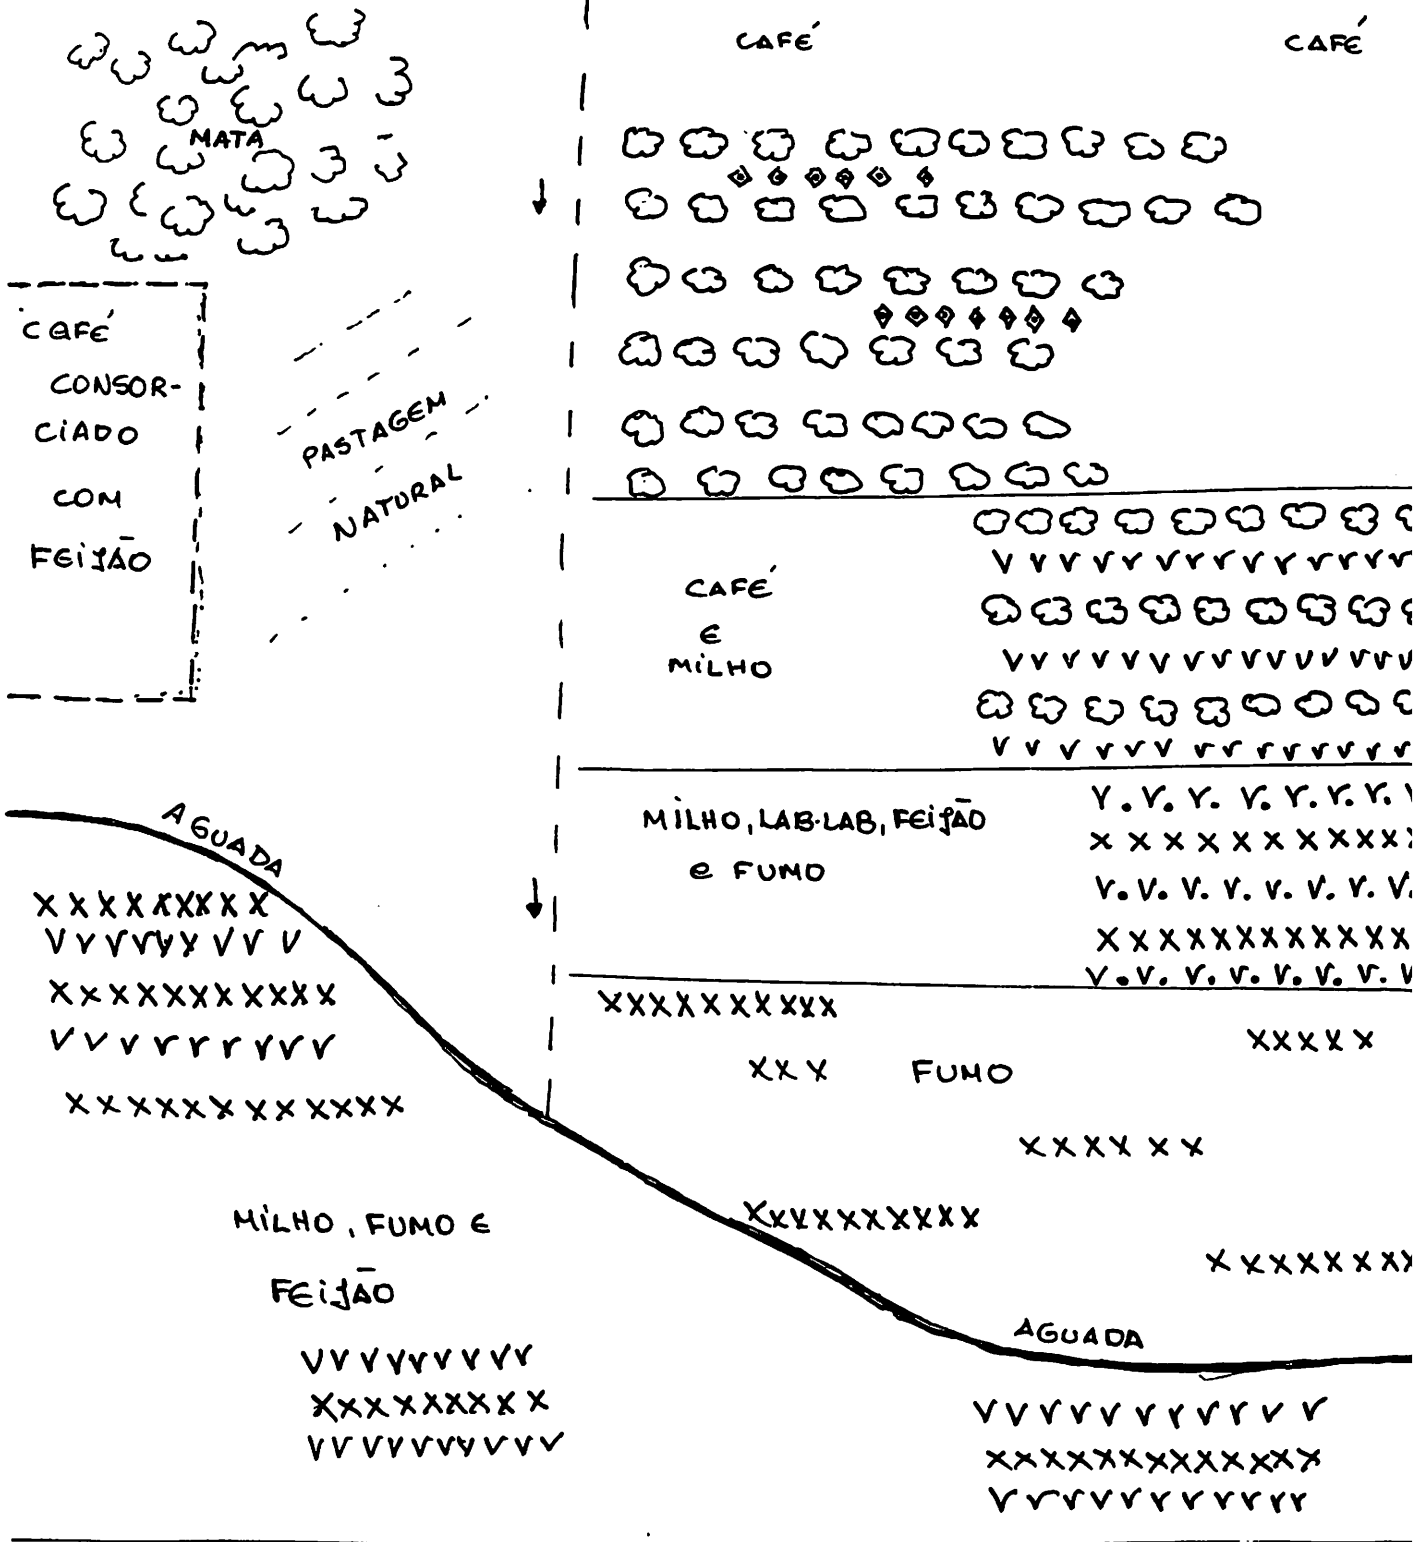 CAFÉ
CAFÉ
MATA
CAFÉ
CONSOR-
CIADO
COM
FEIJÃO
PASTAGEM
NATURAL
CAFÉ
E
MILHO
MILHO, LAB-LAB, FEIJÃO
e FUMO
AGUADA
FUMO
MILHO, FUMO E
FEIJÃO
AGUADA